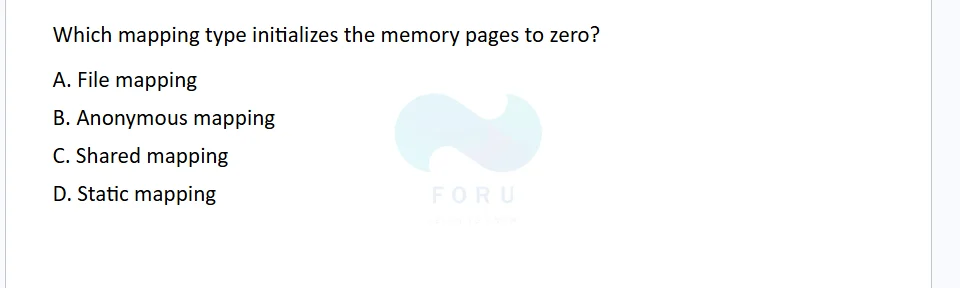 Which mapping type initializes the memory pages to zero?
A. File mapping
B. Anonymous mapping
C. Shared mapping
D. Static mapping
FORU